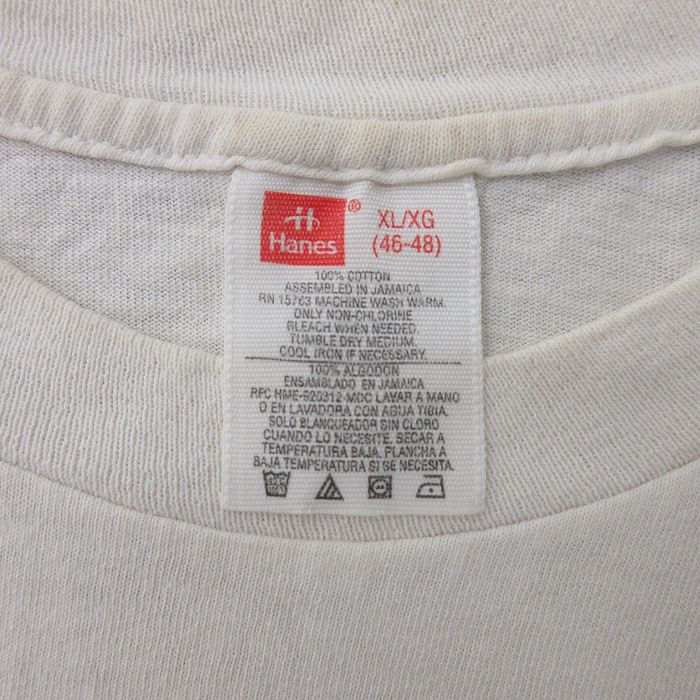 Hanes ®
XL/XG
(46-48)
100% COTTON
ASSEMBLED IN JAMAICA
RN 15763 MACHINE WASH WARM.
ONLY NON-CHLORINE
BLEACH WHEN NEEDED.
TUMBLE DRY MEDIUM.
COOL IRON IF NECESSARY.
100% ALGODON
ENSAMBLADO EN JAMAICA
RFC HME-920312-MDC LAVAR A MANO
O EN LAVADORA CON AGUA TIBIA.
SOLO BLANQUEADOR SIN CLORO
CUANDO LO NECESITE. SECAR A
TEMPERATURA BAJA. PLANCHA A
BAJA TEMPERATURA SI SE NECESITA.